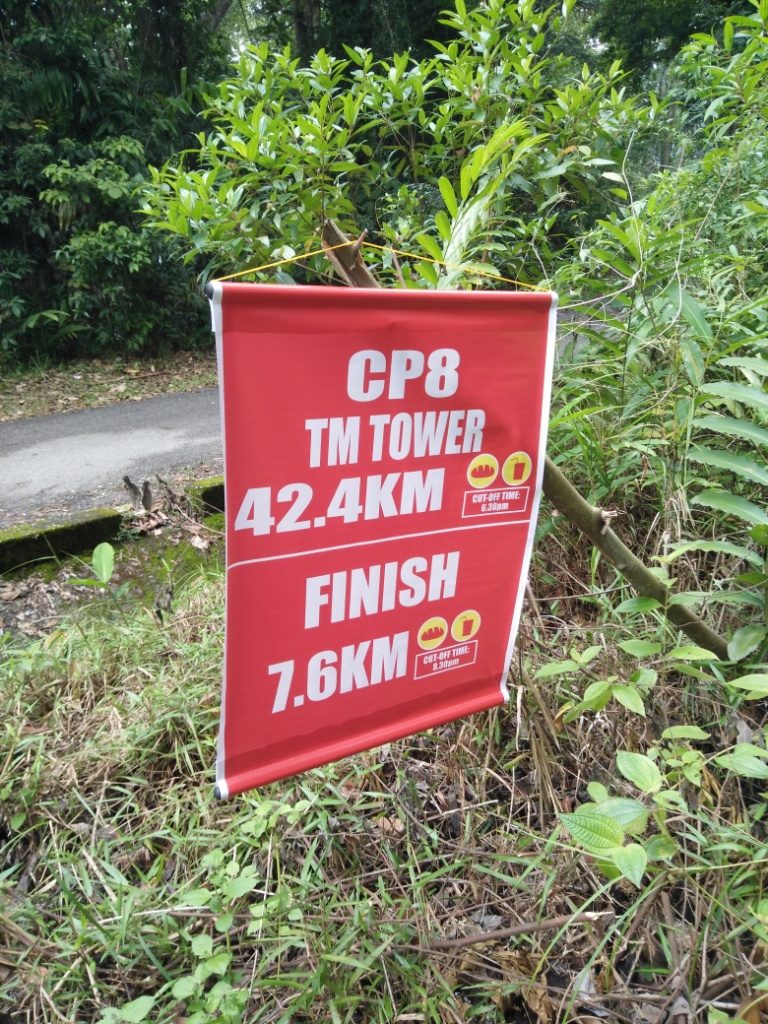 CP8
TM TOWER
42.4KM
CUT-OFF TIME:
6.30pm
FINISH
7.6KM
CUT-OFF TIME:
8.30pm